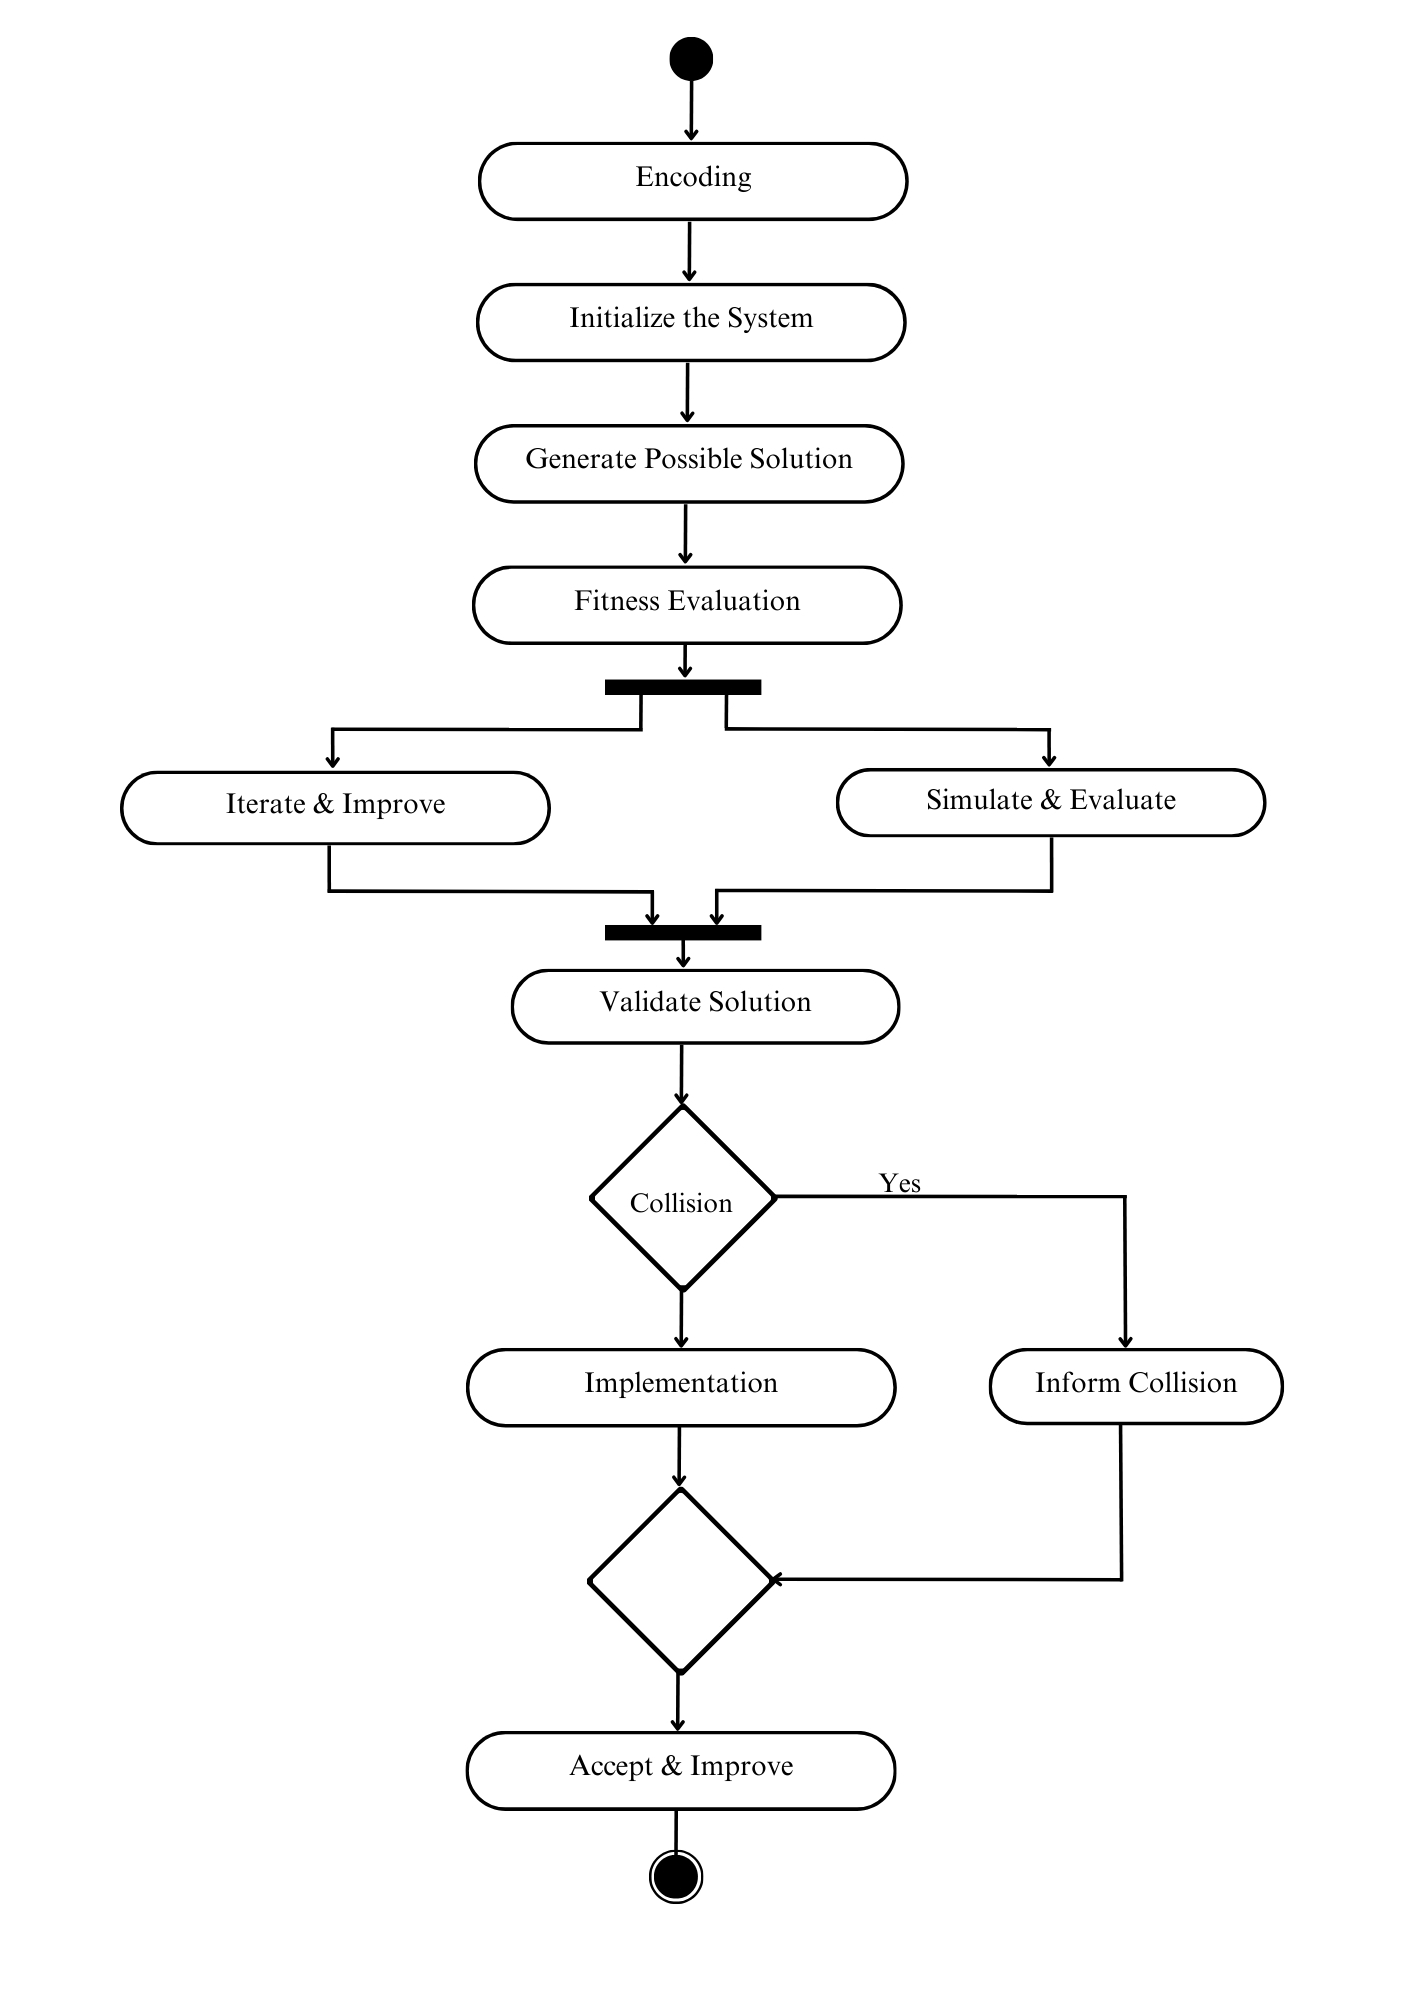 Encoding
Initialize the System
Generate Possible Solution
Fitness Evaluation
Iterate & Improve
Simulate & Evaluate
Validate Solution
Yes
Collision
Implementation
Inform Collision
Accept & Improve